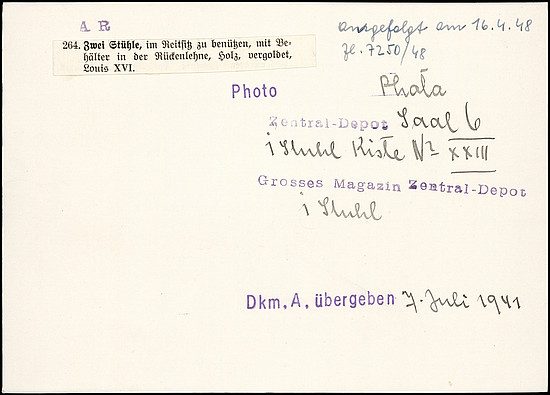 A R
ausgefolgt am 16.4.48
Zl. 7250/48
264. Zwei Stühle, im Reitsitz zu benützen, mit Be-
hälter in der Rückenlehne, Holz, vergoldet,
Louis XVI.
Photo
Zentral-Depot Saal 6
1 Stuhl Kiste No XXIII
Grosses Magazin Zentral-Depot
1 Stuhl
Dkm. A. übergeben 7. Juli 1941